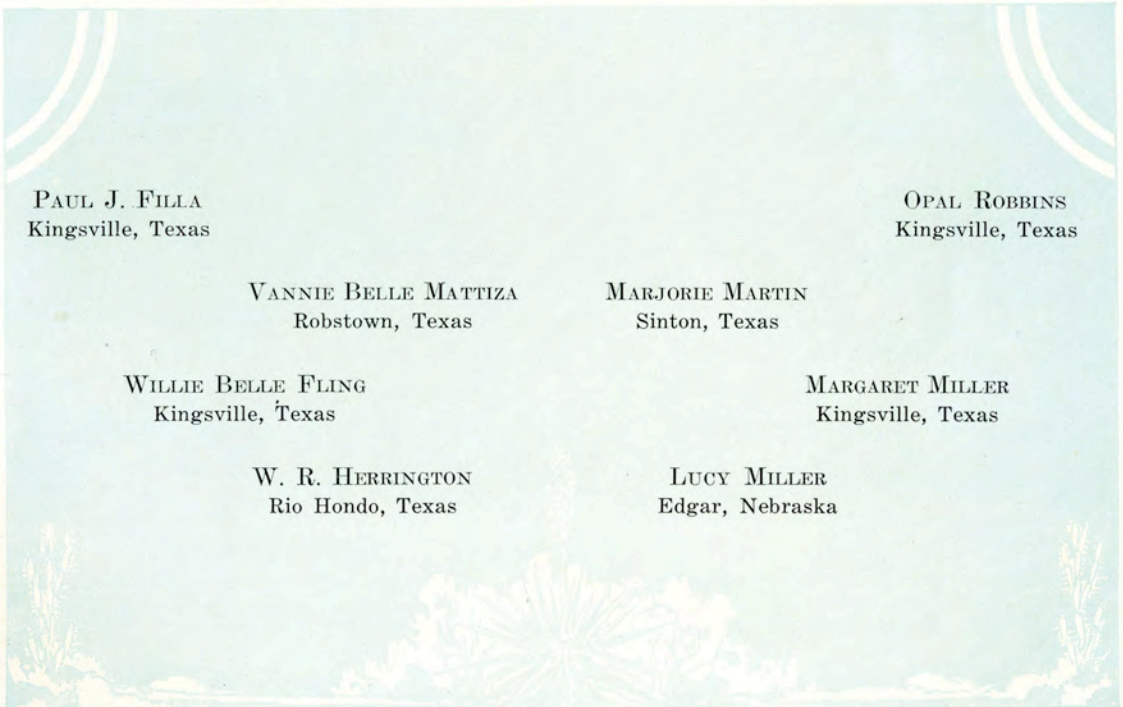 PAUL J. FILLA
Kingsville, Texas
OPAL ROBBINS
Kingsville, Texas
VANNIE BELLE MATTIZA
Robstown, Texas
MARJORIE MARTIN
Sinton, Texas
WILLIE BELLE FLING
Kingsville, Texas
MARGARET MILLER
Kingsville, Texas
W. R. HERRINGTON
Rio Hondo, Texas
LUCY MILLER
Edgar, Nebraska